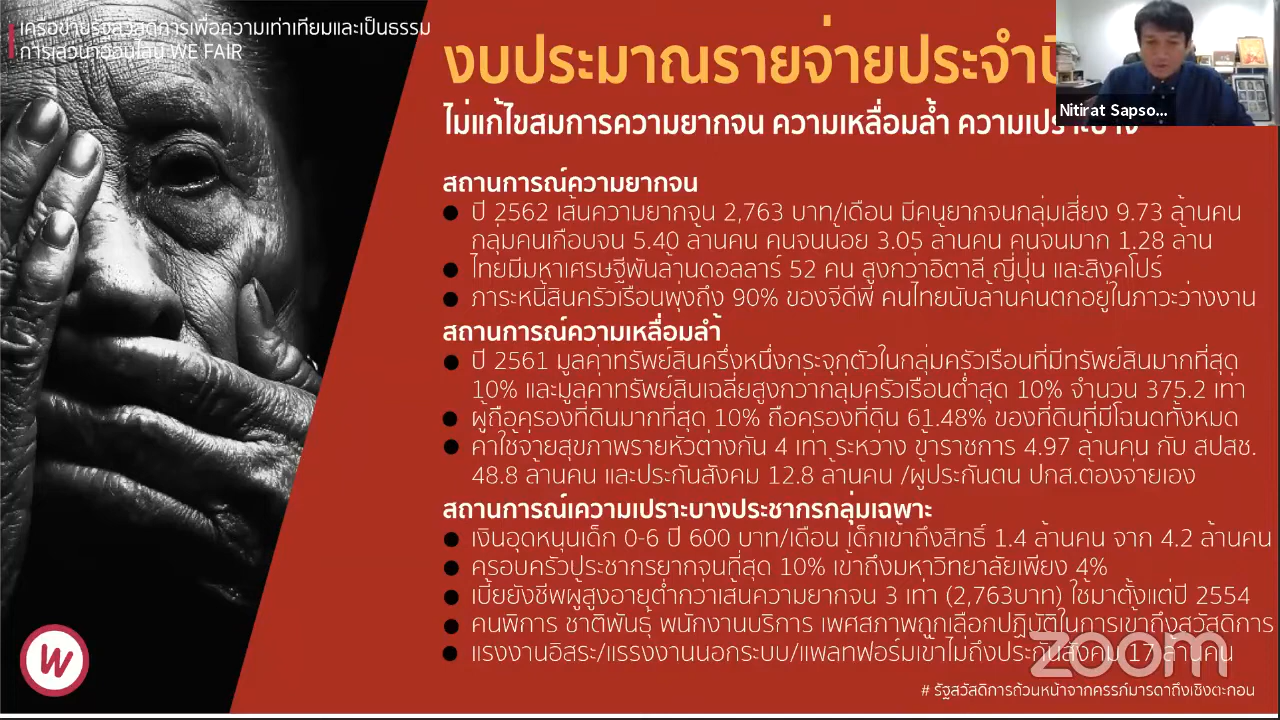 เครือข่ายรัฐสวัสดิการเพื่อความเท่าเทียมและเป็นธรรม
การเสวนาออนไลน์ WE FAIR
งบประมาณรายจ่ายประจำปี
ไม่แก้ไขสมการความยากจน ความเหลื่อมล้ำ ความเปราะบาง
Nitirat Sapso...
สถานการณ์ความยากจน
● ปี 2562 เส้นความยากจน 2,763 บาท/เดือน มีคนยากจนกลุ่มเสี่ยง 9.73 ล้านคน
กลุ่มคนเกือบจน 5.40 ล้านคน คนจนน้อย 3.05 ล้านคน คนจนมาก 1.28 ล้าน
● ไทยมีมหาเศรษฐีพันล้านดอลลาร์ 52 คน สูงกว่าอิตาลี ญี่ปุ่น และสิงคโปร์
● ภาระหนี้สินครัวเรือนพุ่งถึง 90% ของจีดีพี คนไทยนับล้านคนตกอยู่ในภาวะว่างงาน
สถานการณ์ความเหลื่อมล้ำ
● ปี 2561 มูลค่าทรัพย์สินครึ่งหนึ่งกระจุกตัวในกลุ่มครัวเรือนที่มีทรัพย์สินมากที่สุด
10% และมูลค่าทรัพย์สินเฉลี่ยสูงกว่ากลุ่มครัวเรือนต่ำสุด 10% จำนวน 375.2 เท่า
● ผู้ถือครองที่ดินมากที่สุด 10% ถือครองที่ดิน 61.48% ของที่ดินที่มีโฉนดทั้งหมด
● ค่าใช้จ่ายสุขภาพรายหัวต่างกัน 4 เท่า ระหว่าง ข้าราชการ 4.97 ล้านคน กับ สปสช.
48.8 ล้านคน และประกันสังคม 12.8 ล้านคน /ผู้ประกันตน ปกส.ต้องจ่ายเอง
สถานการณ์เความเปราะบางประชากรกลุ่มเฉพาะ
● เงินอุดหนุนเด็ก 0-6 ปี 600 บาท/เดือน เด็กเข้าถึงสิทธิ์ 1.4 ล้านคน จาก 4.2 ล้านคน
● ครอบครัวประชากรยากจนที่สุด 10% เข้าถึงมหาวิทยาลัยเพียง 4%
● เบี้ยยังชีพผู้สูงอายุต่ำกว่าเส้นความยากจน 3 เท่า (2,763บาท) ใช้มาตั้งแต่ปี 2554
● คนพิการ ชาติพันธุ์ พนักงานบริการ เพศสภาพถูกเลือกปฏิบัติในการเข้าถึงสวัสดิการ
● แรงงานอิสระ/แรรงงานนอกระบบ/แพลทฟอร์มเข้าไม่ถึงประกันสังคม 17 ล้านคน
zoom
# รัฐสวัสดิการถ้วนหน้าจากครรภ์มารดาถึงเชิงตะกอน
W